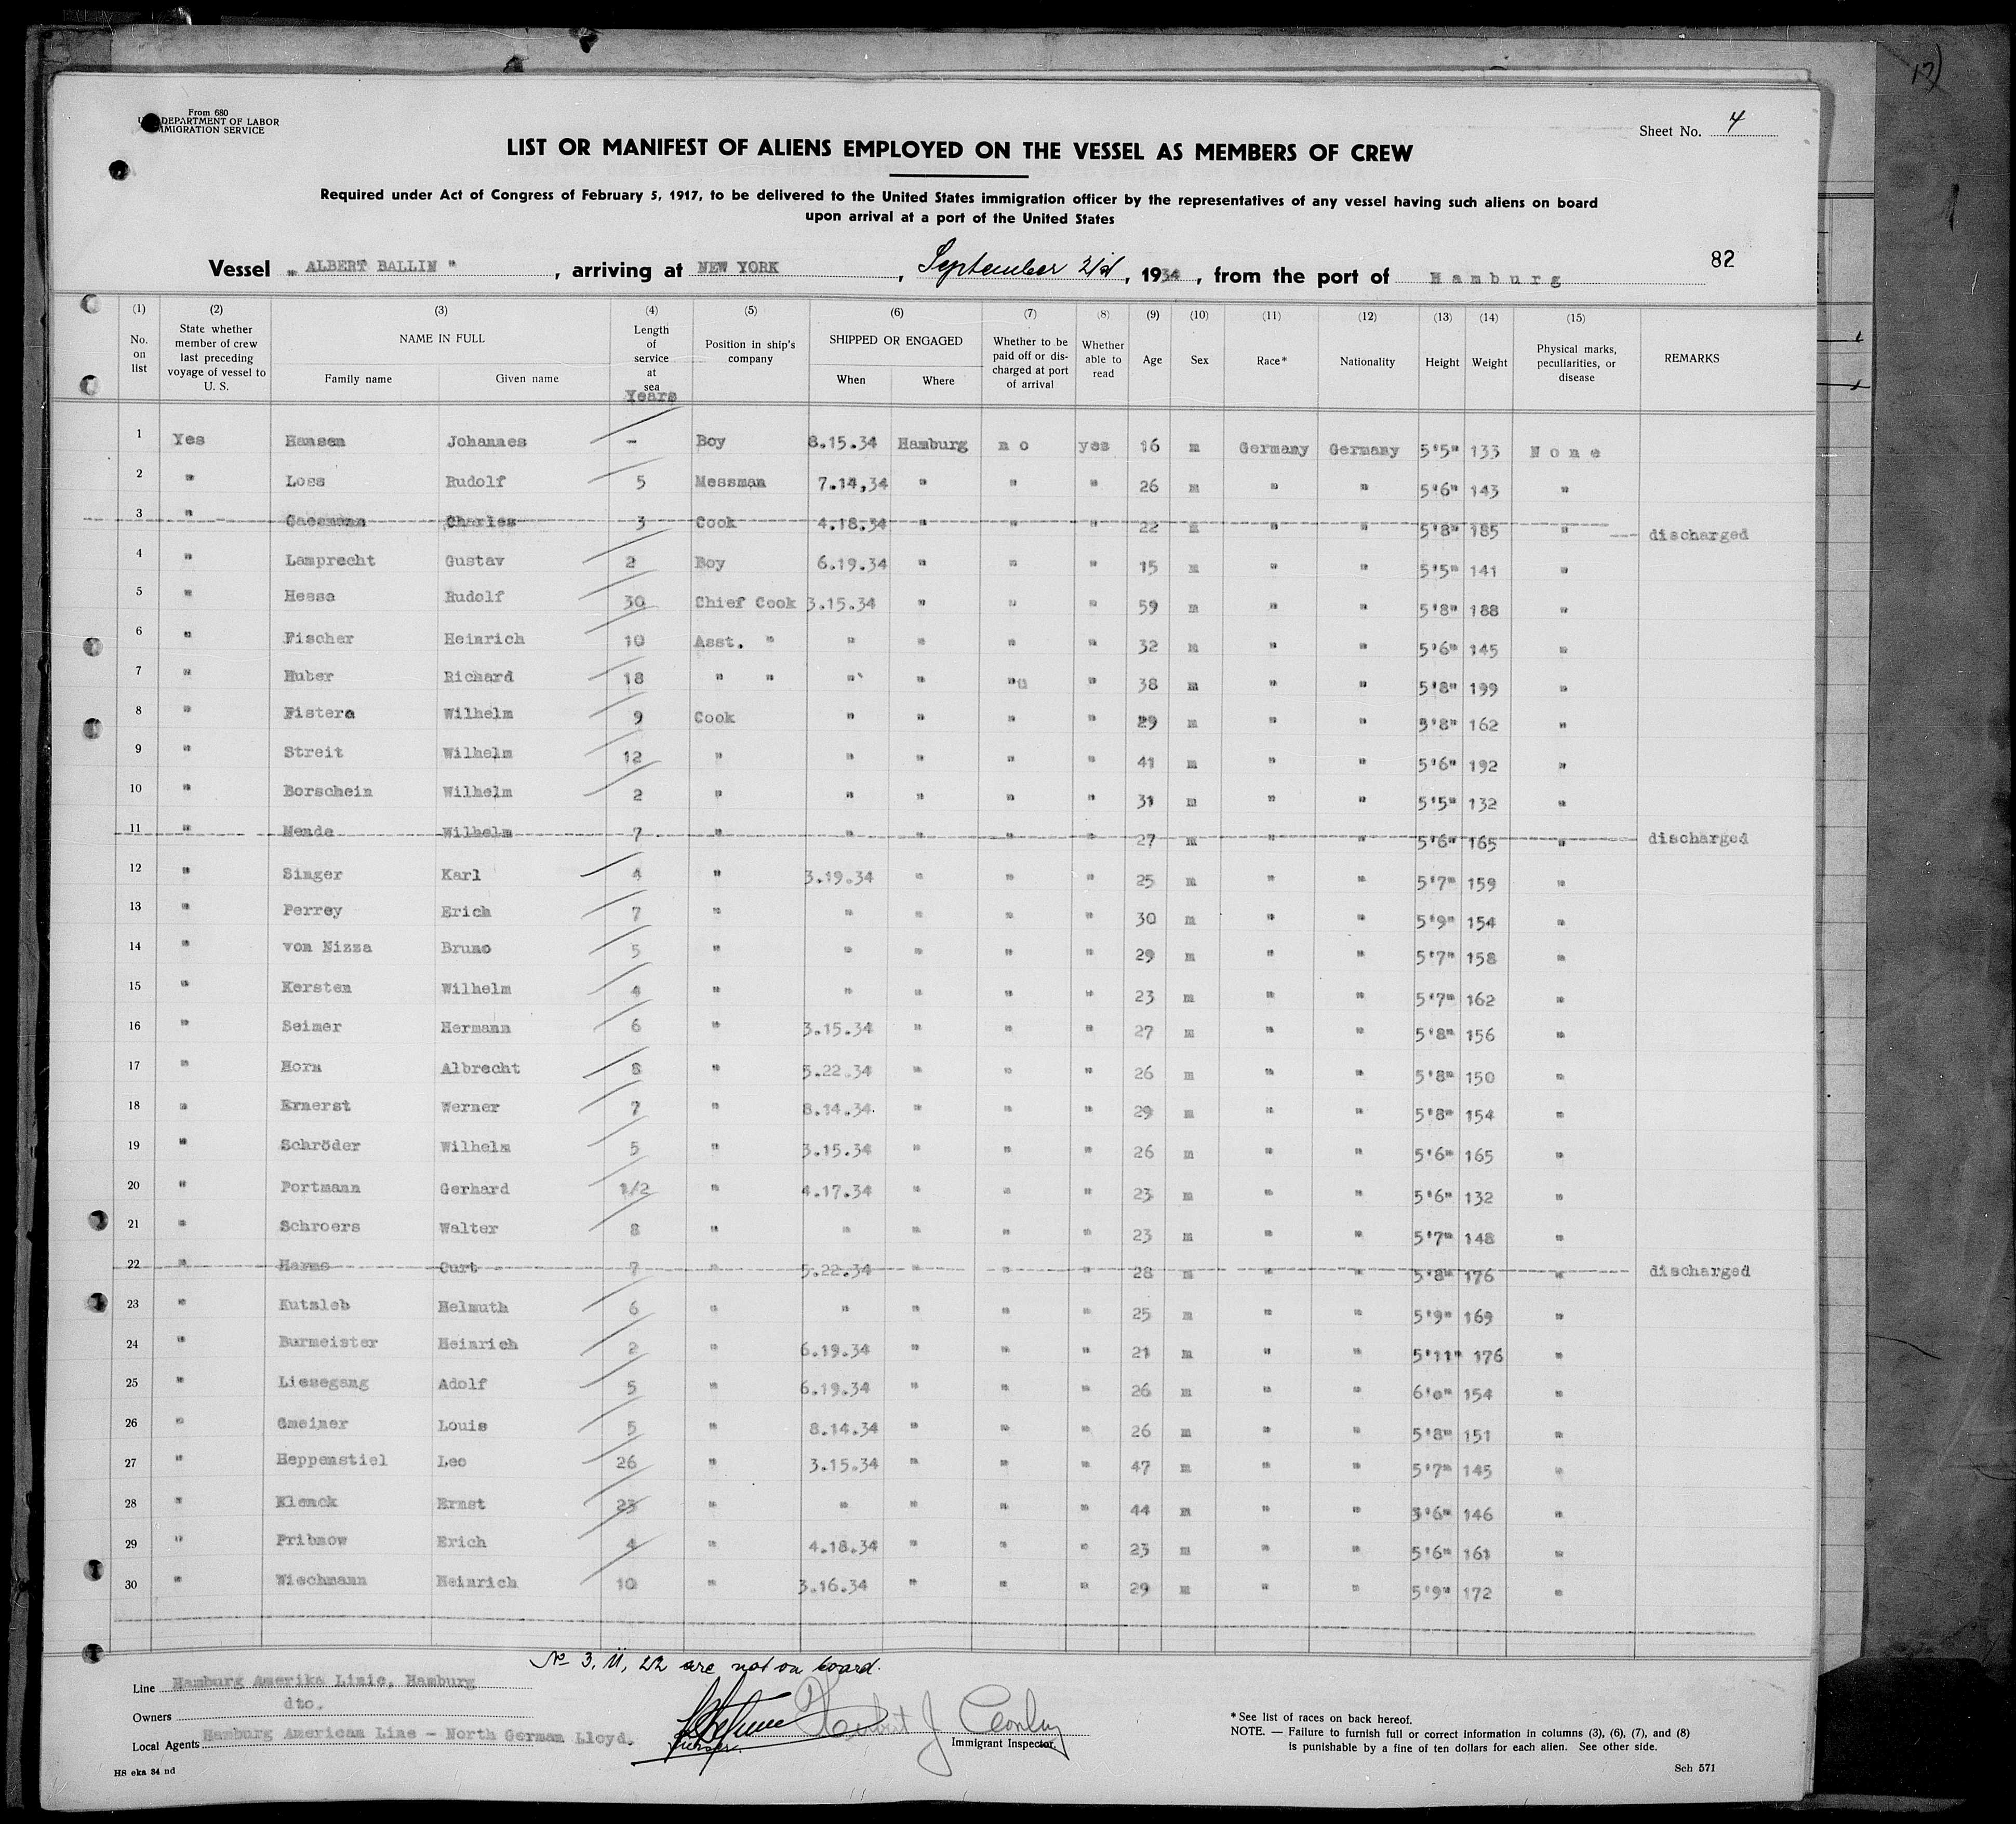 From 680
DEPARTMENT OF LABOR
IMMIGRATION SERVICE
Sheet No. 4
LIST OR MANIFEST OF ALIENS EMPLOYED ON THE VESSEL AS MEMBERS OF CREW
Required under Act of Congress of February 5, 1917, to be delivered to the United States immigration officer by the representatives of any vessel having such aliens on board
upon arrival at a port of the United States
82
Vessel „ ALBERT BALLIN " , arriving at NEW YORK , September 21st , 1934 , from the port of Hamburg
(1) (2) (3) (4) (5) (6) (7) (8) (9) (10) (11) (12) (13) (14) (15)
No. on list State whether member of crew last preceding voyage of vessel to U. S. NAME IN FULL Family name Given name Length of service at sea Years Position in ship's company SHIPPED OR ENGAGED When Where Whether to be paid off or discharged at port of arrival Whether able to read Age Sex Race* Nationality Height Weight Physical marks, peculiarities, or disease REMARKS
1 Yes Hansen Johannes - Boy 8.15.34 Hamburg no yes 16 m Germany Germany 5'5" 133 None
2 " Loss Rudolf 5 Messman 7.14,34 " " " 26 m " " 5'6" 143 "
3 " Gassmann Charles 3 Cook 4.18.34 " " " 22 m " " 5'8" 185 " discharged
4 " Lamprecht Gustav 2 Boy 6.19.34 " " " 15 m " " 5'5" 141 "
5 " Hesse Rudolf 30 Chief Cook 3.15.34 " " " 59 m " " 5'8" 188 "
6 " Fischer Heinrich 10 Asst. " " " " " 32 m " " 5'6" 145 "
7 " Huber Richard 18 " " " " " " 38 m " " 5'8" 199 "
8 " Fistera Wilhelm 9 Cook " " " " 29 m " " 5'8" 162 "
9 " Streit Wilhelm 12 " " " " " 41 m " " 5'6" 192 "
10 " Borschein Wilhelm 2 " " " " " 31 m " " 5'5" 132 "
11 " Mende Wilhelm 7 " " " " " 27 m " " 5'6" 165 " discharged
12 " Singer Karl 4 " 3.19.34 " " " 25 m " " 5'7" 159 "
13 " Perrey Erich 7 " " " " " 30 m " " 5'9" 154 "
14 " von Nizza Bruno 5 " " " " " 29 m " " 5'7" 158 "
15 " Kersten Wilhelm 4 " " " " " 23 m " " 5'7" 162 "
16 " Seimer Hermann 6 " 3.15.34 " " " 27 m " " 5'8" 156 "
17 " Horn Albrecht 8 " 5.22.34 " " " 26 m " " 5'8" 150 "
18 " Ernerst Werner 7 " 8.14.34 " " " 29 m " " 5'8" 154 "
19 " Schröder Wilhelm 5 " 3.15.34 " " " 26 m " " 5'6" 165 "
20 " Portmann Gerhard 1/2 " 4.17.34 " " " 23 m " " 5'6" 132 "
21 " Schroers Walter 8 " " " " " 23 m " " 5'7" 148 "
22 " Harms Curt 7 " 5.22.34 " " " 28 m " " 5'8" 176 " discharged
23 " Kutzleb Helmuth 6 " " " " " 25 m " " 5'9" 169 "
24 " Burmeister Heinrich 2 " 6.19.34 " " " 21 m " " 5'11" 176 "
25 " Liesegang Adolf 5 " 6.19.34 " " " 26 m " " 6'0" 154 "
26 " Gmeiner Louis 5 " 8.14.34 " " " 26 m " " 5'8" 151 "
27 " Heppenstiel Leo 26 " 3.15.34 " " " 47 m " " 5'7" 145 "
28 " Klenck Ernst 23 " " " " " 44 m " " 5'6" 146 "
29 " Pribnow Erich 4 " 4.18.34 " " " 23 m " " 5'6" 161 "
30 " Wischmann Heinrich 10 " 3.16.34 " " " 29 m " " 5'9" 172 "
No 3, 11, 22 are not on board.
Line Hamburg Amerika Linie, Hamburg
Owners dto.
Local Agents Hamburg American Line - North German Lloyd.
Immigrant Inspector.
*See list of races on back hereof.
NOTE. — Failure to furnish full or correct information in columns (3), (6), (7), and (8)
is punishable by a fine of ten dollars for each alien. See other side.
HS eka 34 nd
Sch 571